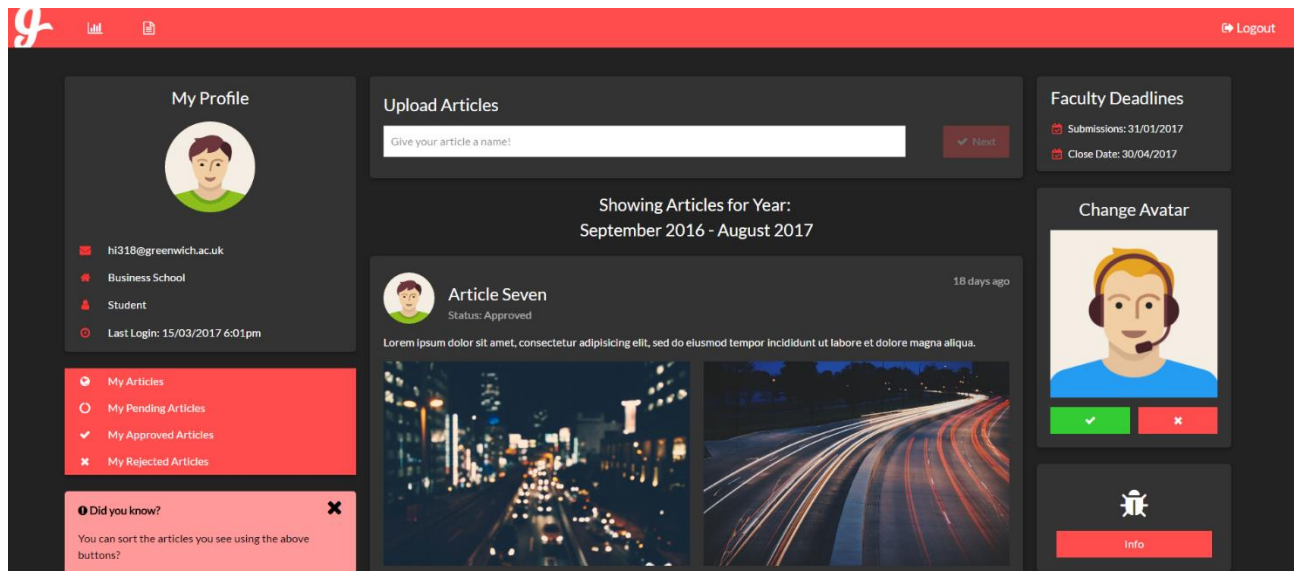 g
Logout
My Profile
hi318@greenwich.ac.uk
Business School
Student
Last Login: 15/03/2017 6:01pm
My Articles
My Pending Articles
My Approved Articles
My Rejected Articles
Did you know?
You can sort the articles you see using the above
buttons?
Upload Articles
Give your article a name!
Next
Showing Articles for Year:
September 2016 - August 2017
Article Seven
18 days ago
Status: Approved
Lorem ipsum dolor sit amet, consectetur adipisicing elit, sed do eiusmod tempor incididunt ut labore et dolore magna aliqua.
Faculty Deadlines
Submissions: 31/01/2017
Close Date: 30/04/2017
Change Avatar
Info